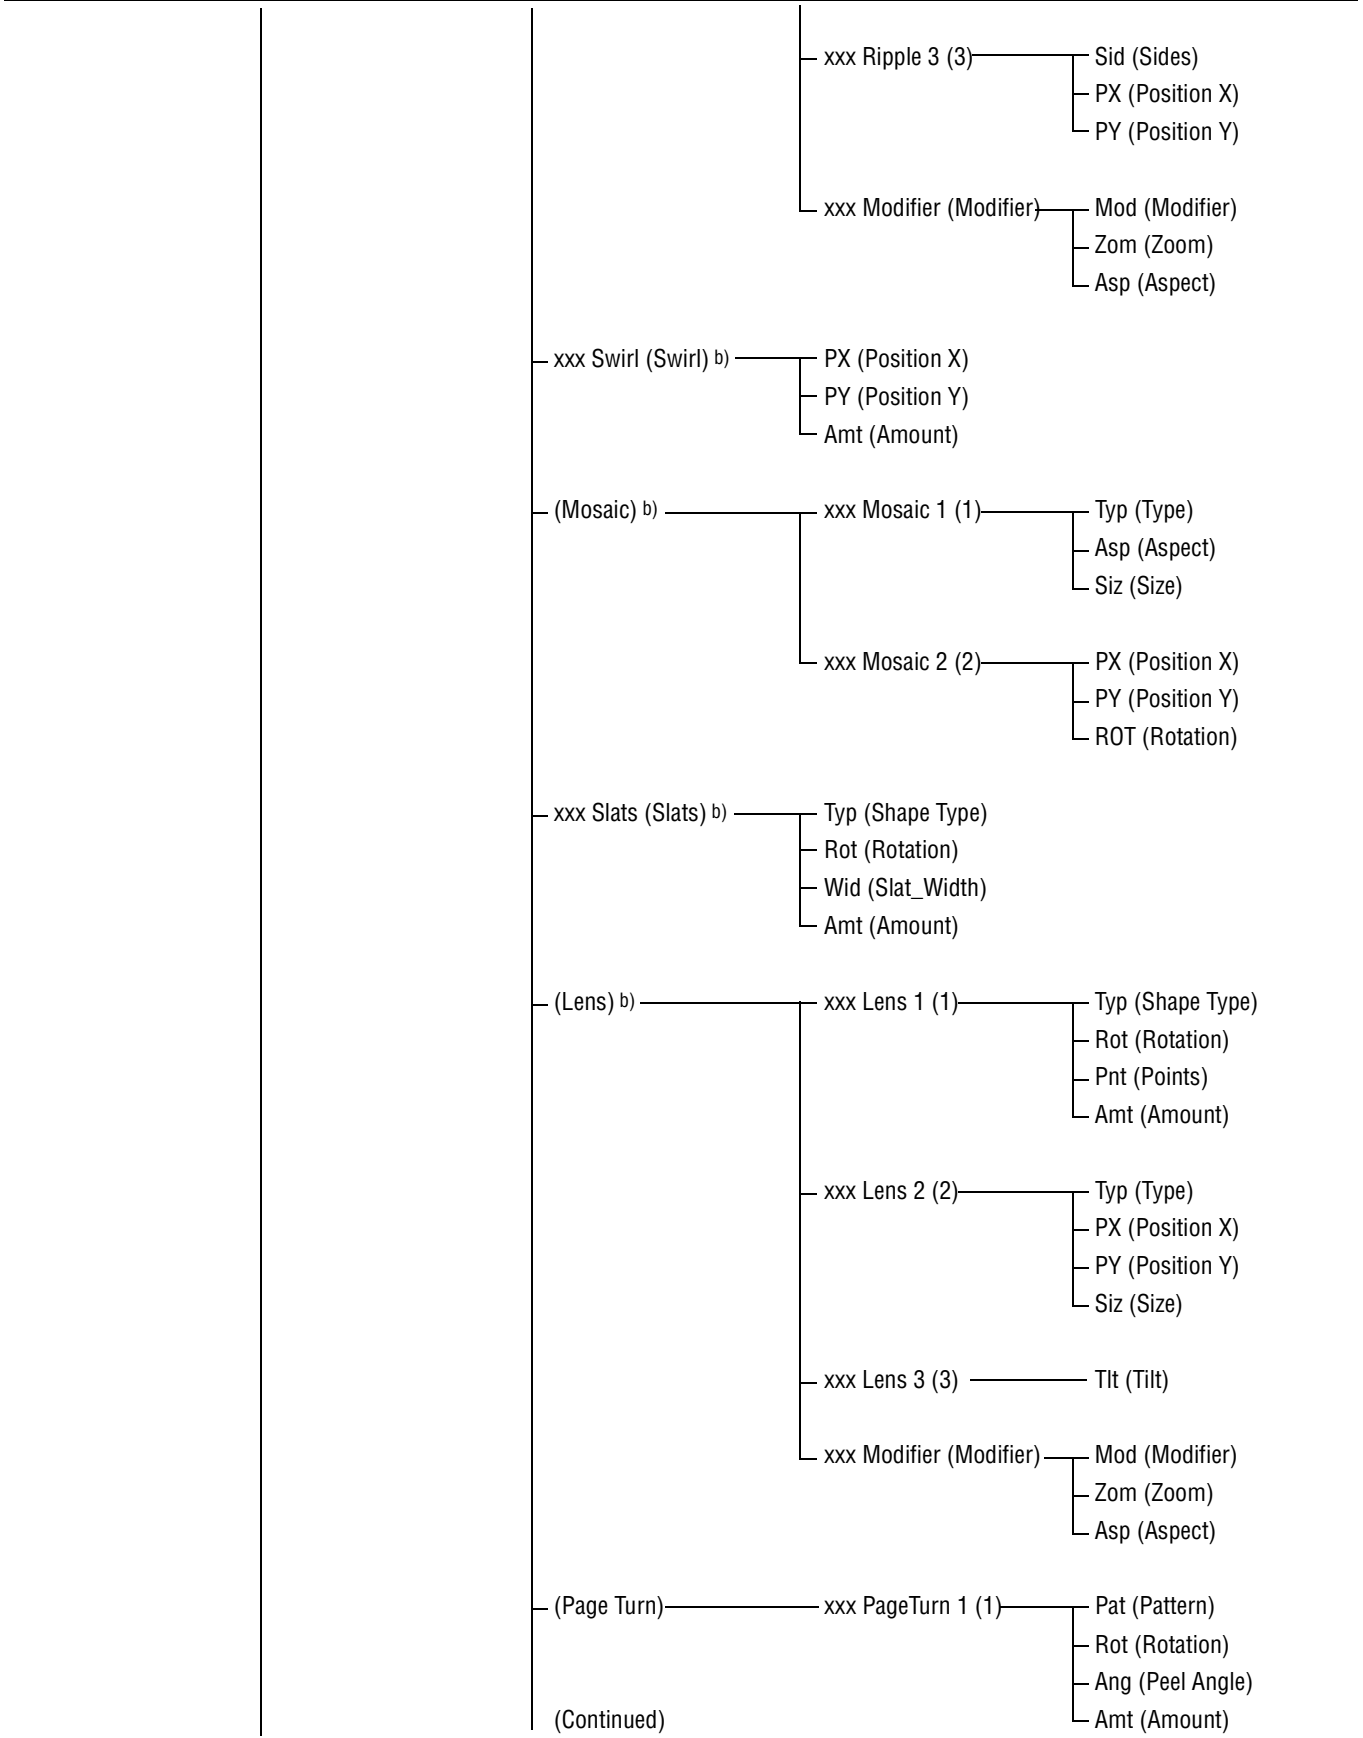 xxx Ripple 3 (3) Sid (Sides)
PX (Position X)
PY (Position Y)
xxx Modifier (Modifier) Mod (Modifier)
Zom (Zoom)
Asp (Aspect)
xxx Swirl (Swirl) b) PX (Position X)
PY (Position Y)
Amt (Amount)
(Mosaic) b) xxx Mosaic 1 (1) Typ (Type)
Asp (Aspect)
Siz (Size)
xxx Mosaic 2 (2) PX (Position X)
PY (Position Y)
ROT (Rotation)
xxx Slats (Slats) b) Typ (Shape Type)
Rot (Rotation)
Wid (Slat_Width)
Amt (Amount)
(Lens) b) xxx Lens 1 (1) Typ (Shape Type)
Rot (Rotation)
Pnt (Points)
Amt (Amount)
xxx Lens 2 (2) Typ (Type)
PX (Position X)
PY (Position Y)
Siz (Size)
xxx Lens 3 (3) Tlt (Tilt)
xxx Modifier (Modifier) Mod (Modifier)
Zom (Zoom)
Asp (Aspect)
(Page Turn) xxx PageTurn 1 (1) Pat (Pattern)
Rot (Rotation)
Ang (Peel Angle)
(Continued) Amt (Amount)